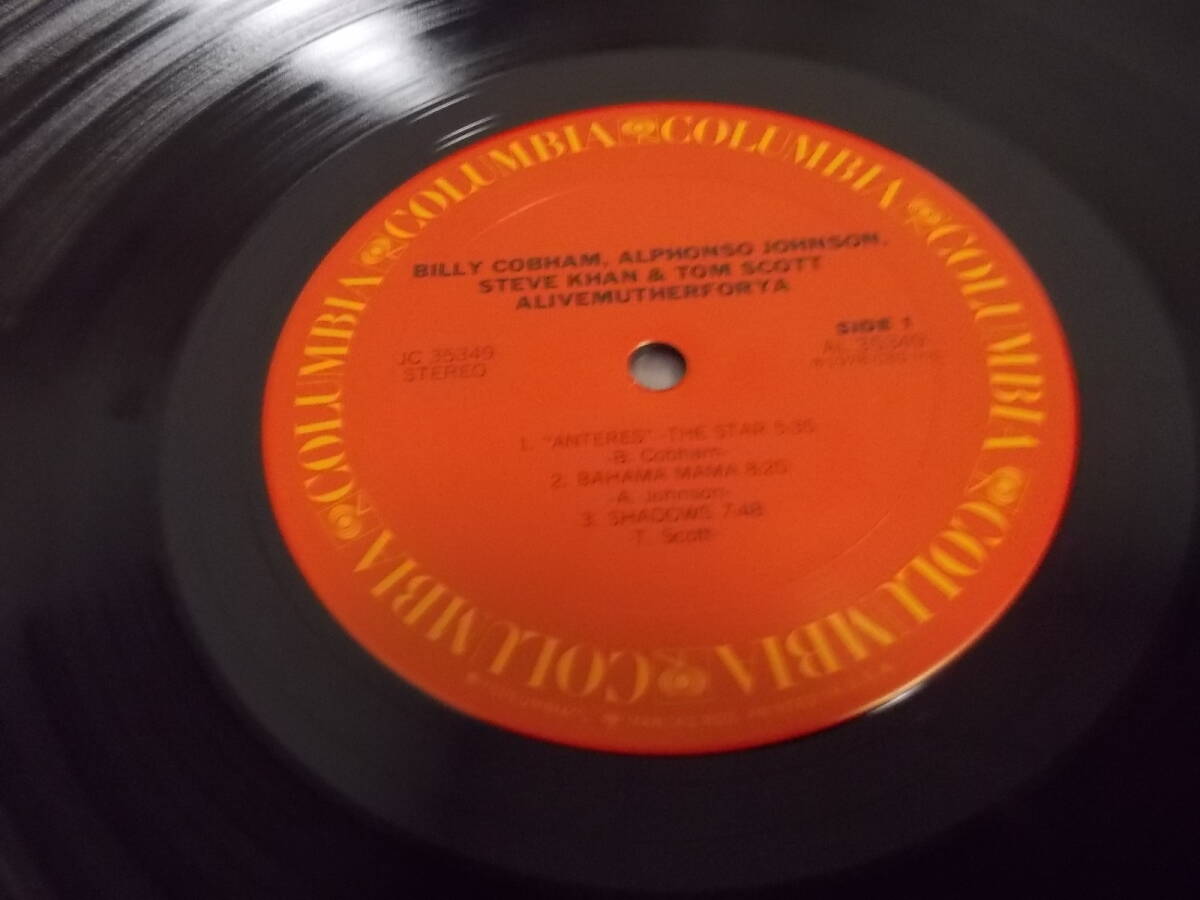 COLUMBIA COLUMBIA COLUMBIA COLUMBIA COLUMBIA COLUMBIA
BILLY COBHAM, ALPHONSO JOHNSON,
STEVE KHAN & TOM SCOTT
ALIVEMUTHERFORYA
JC 35349
STEREO
SIDE 1
AL 35349
1. "ANTERES"-THE STAR 5:35
-B. Cobham-
2. BAHAMA MAMA 8:20
-A. Johnson-
3. SHADOWS 7:48
-T. Scott-